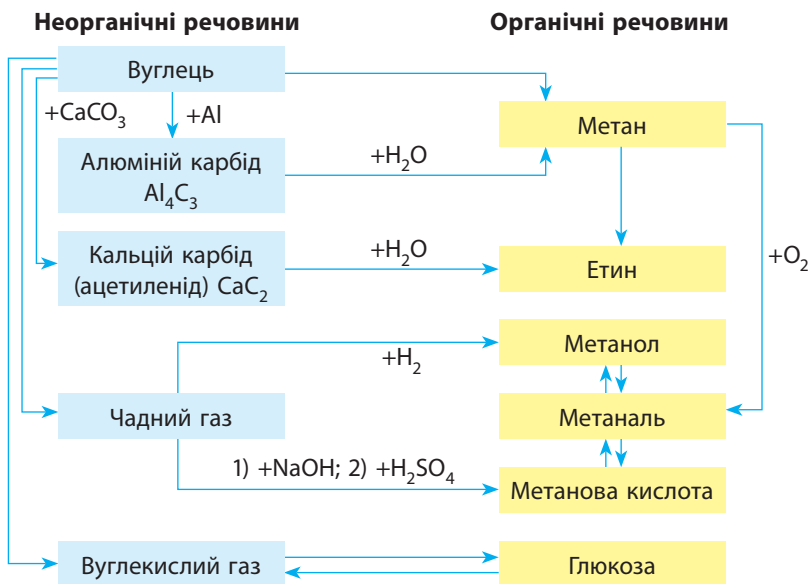 Неорганічні речовини
Органічні речовини
Вуглець
+CaCO₃
+Al
Метан
Алюміній карбід
Al₄C₃
+H₂O
Кальцій карбід
(ацетиленід) CaC₂
+H₂O
Етин
+O₂
Метанол
+H₂
Чадний газ
Метаналь
1) +NaOH; 2) +H₂SO₄
Метанова кислота
Вуглекислий газ
Глюкоза